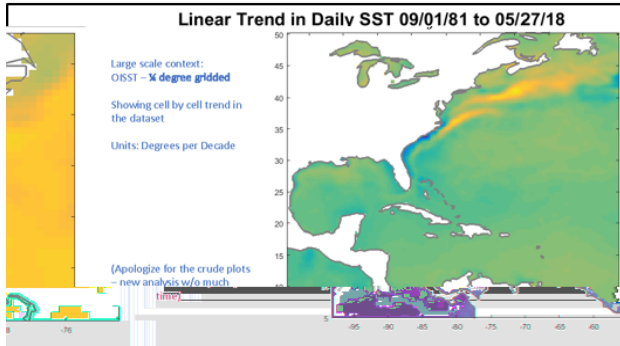 Linear Trend in Daily SST 09/01/81 to 05/27/18
Large scale context:
OISST – ¼ degree gridded
Showing cell by cell trend in
the dataset
Units: Degrees per Decade
(Apologize for the crude plots
– new analysis w/o much
time)
50
45
40
35
30
25
20
15
10
5
-95
-90
-85
-80
-75
-70
-65
-60
8
-76